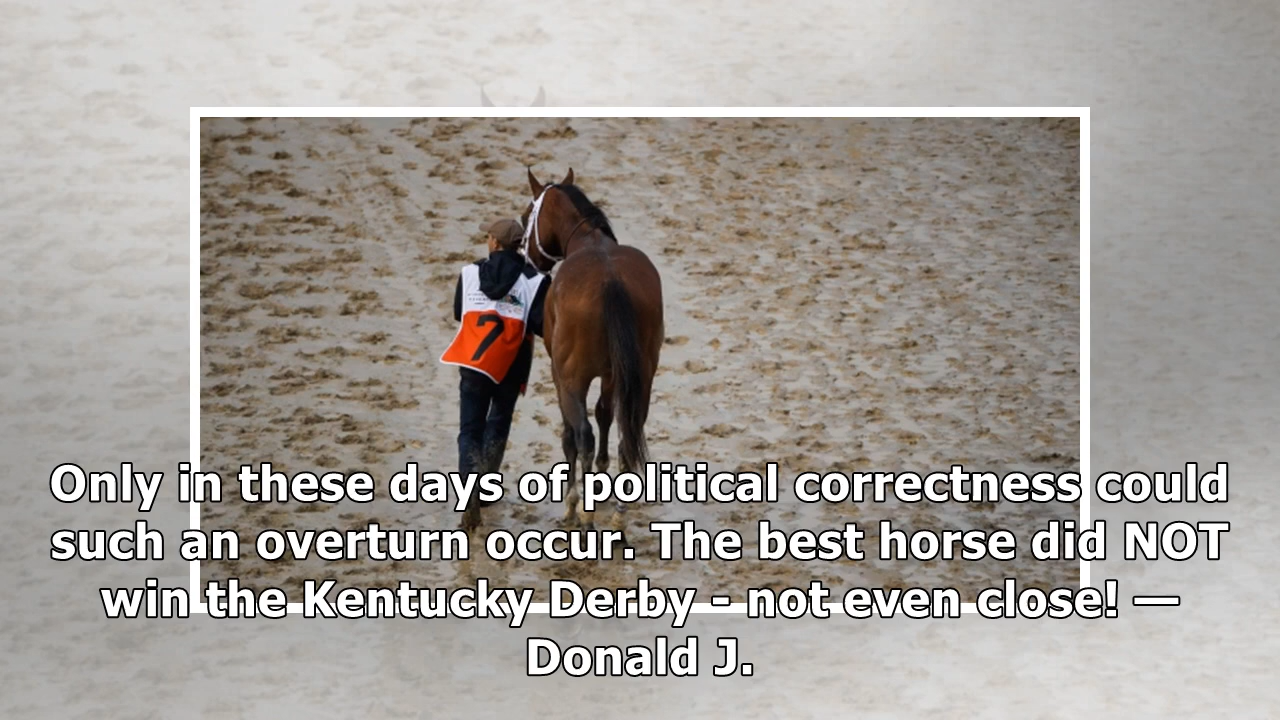 7
Only in these days of political correctness could
such an overturn occur. The best horse did NOT
win the Kentucky Derby - not even close! —
Donald J.